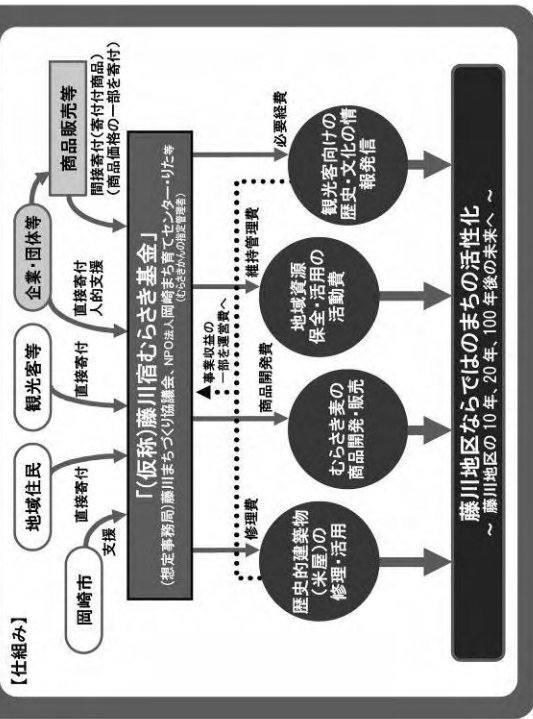 【仕組み】
岡崎市
地域住民
観光客等
企業・団体等
商品販売等
支援
直接寄付
直接寄付
直接寄付
人的支援
間接寄付(寄付付商品)
(商品価格の一部を寄付)
「(仮称)藤川宿むらさき基金」
(想定事務局)藤川まちづくり協議会、NPO法人岡崎まち育てセンター・りた等
(むらさきかんの指定管理者)
事業収益の
一部を運営費へ
修理費
商品開発費
維持管理費
必要経費
歴史的建築物
(米屋)の
修理・活用
むらさき麦の
商品開発・販売
地域資源
保全・活用の
活動費
観光客向けの
歴史・文化の情
報発信
藤川地区ならではのまちの活性化
~ 藤川地区の10年、20年、100年後の未来へ ~